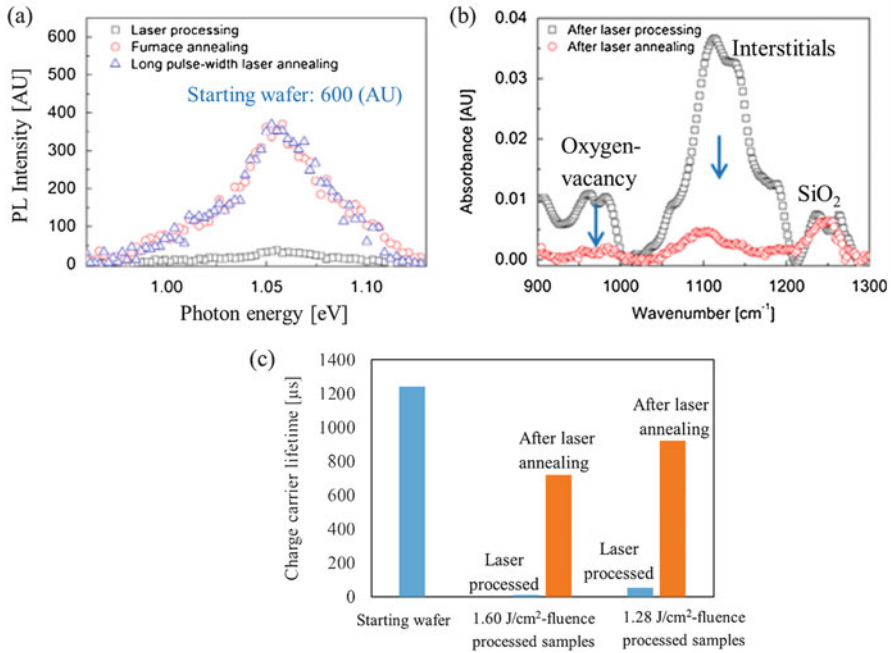 (a)
600
500
400
300
200
100
0
PL Intensity [AU]
Laser processing
Furnace annealing
Long pulse-width laser annealing
Starting wafer: 600 (AU)
1.00
1.05
1.10
Photon energy [eV]
(b)
0.04
0.03
0.02
0.01
0.00
Absorbance [AU]
After laser processing
After laser annealing
Interstitials
Oxygen-
vacancy
SiO₂
900
1000
1100
1200
1300
Wavenumber [cm⁻¹]
(c)
1400
1200
1000
800
600
400
200
0
Charge carrier lifetime [µs]
After laser
annealing
After laser
annealing
Laser
processed
Laser
processed
Starting wafer
1.60 J/cm²-fluence
processed samples
1.28 J/cm²-fluence
processed samples